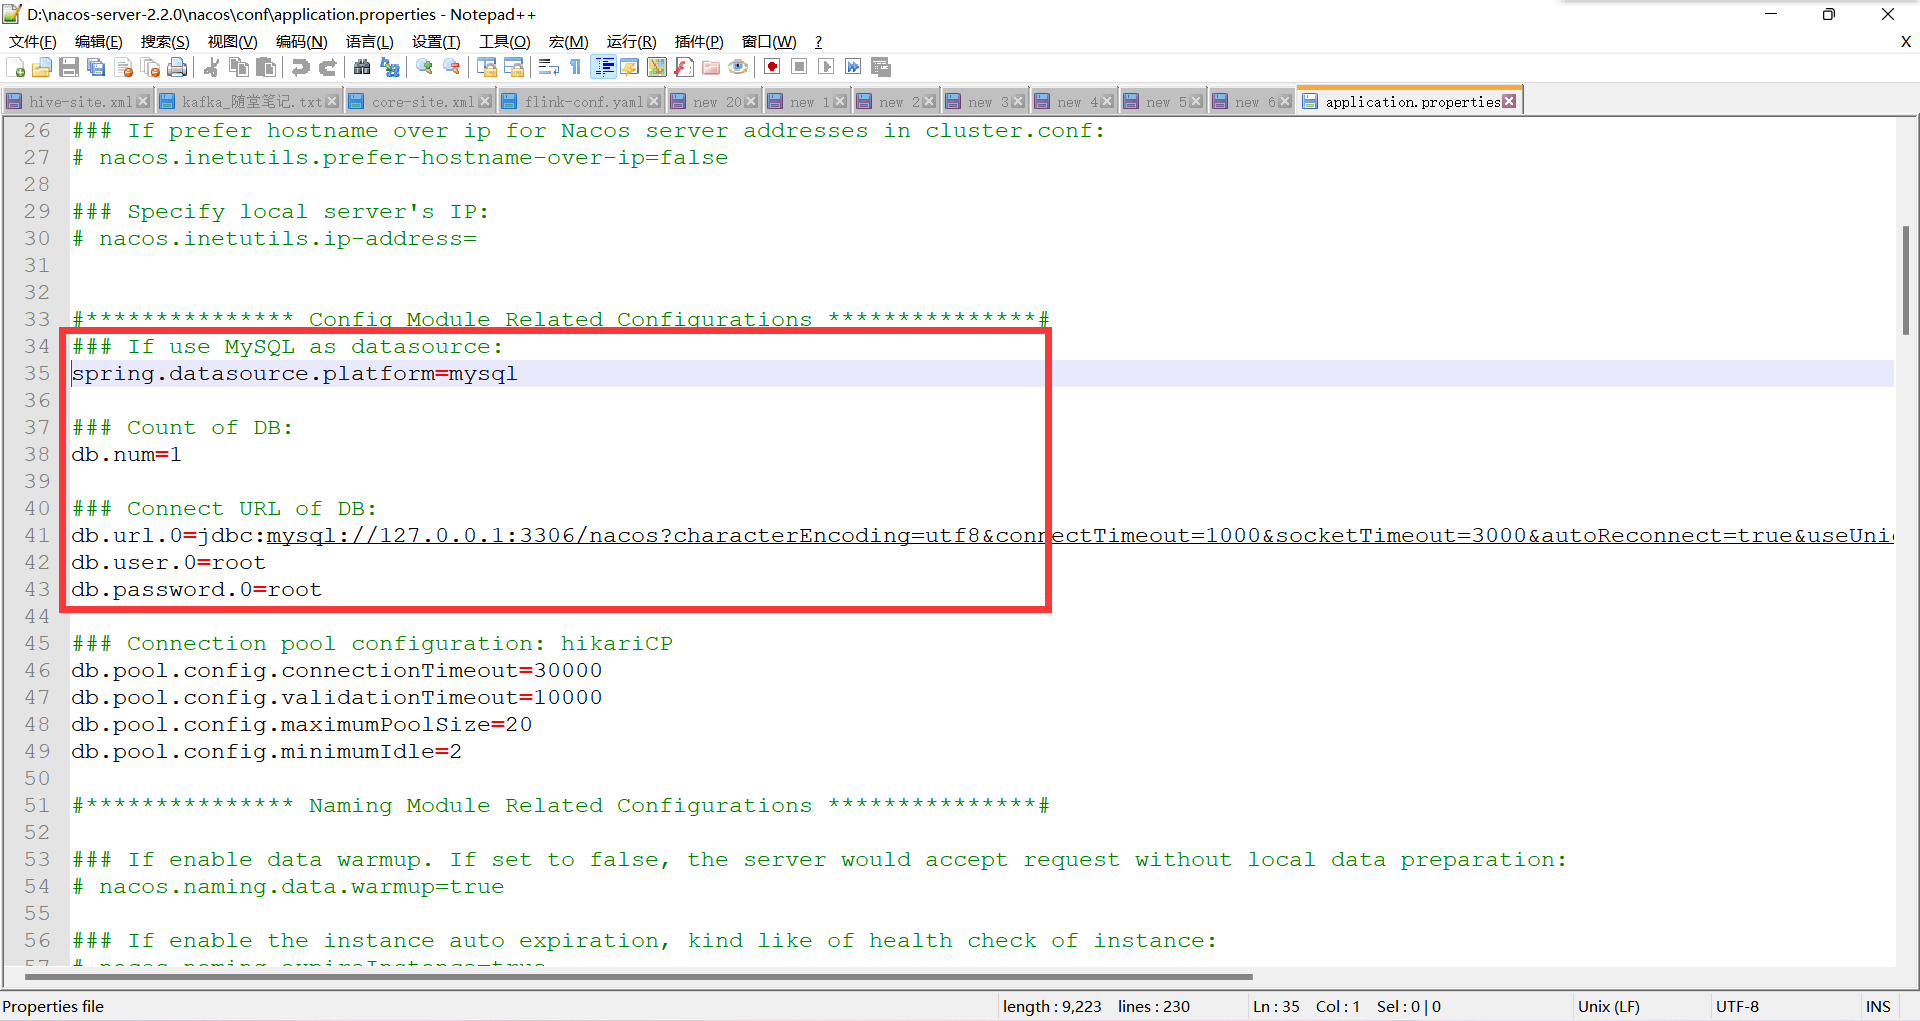 D:\nacos-server-2.2.0\nacos\conf\application.properties - Notepad++
文件(F) 编辑(E) 搜索(S) 视图(V) 编码(N) 语言(L) 设置(T) 工具(O) 宏(M) 运行(R) 插件(P) 窗口(W) ? X
hive-site.xml kafka_随堂笔记.txt core-site.xml flink-conf.yaml new 20 new 1 new 2 new 3 new 4 new 5 new 6 application.properties
26 ### If prefer hostname over ip for Nacos server addresses in cluster.conf:
27 # nacos.inetutils.prefer-hostname-over-ip=false
28
29 ### Specify local server's IP:
30 # nacos.inetutils.ip-address=
31
32
33 #*************** Config Module Related Configurations ***************#
34 ### If use MySQL as datasource:
35 spring.datasource.platform=mysql
36
37 ### Count of DB:
38 db.num=1
39
40 ### Connect URL of DB:
41 db.url.0=jdbc:mysql://127.0.0.1:3306/nacos?characterEncoding=utf8&connectTimeout=1000&socketTimeout=3000&autoReconnect=true&useUni
42 db.user.0=root
43 db.password.0=root
44
45 ### Connection pool configuration: hikariCP
46 db.pool.config.connectionTimeout=30000
47 db.pool.config.validationTimeout=10000
48 db.pool.config.maximumPoolSize=20
49 db.pool.config.minimumIdle=2
50
51 #*************** Naming Module Related Configurations ***************#
52
53 ### If enable data warmup. If set to false, the server would accept request without local data preparation:
54 # nacos.naming.data.warmup=true
55
56 ### If enable the instance auto expiration, kind like of health check of instance:
57 # nacos.naming.expireInstance=true
Properties file length : 9,223 lines : 230 Ln : 35 Col : 1 Sel : 0 | 0 Unix (LF) UTF-8 INS